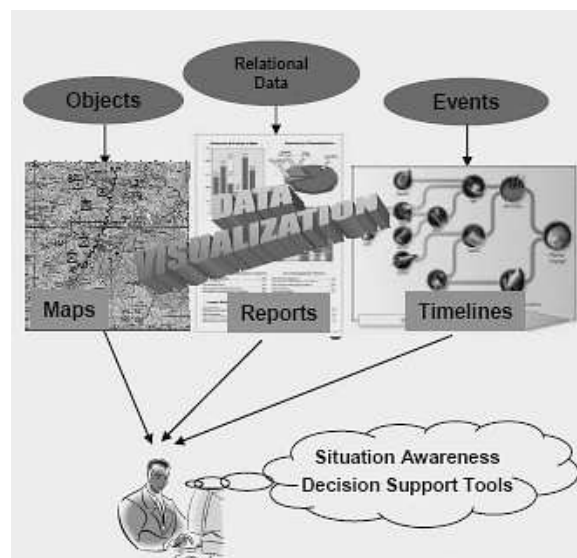 Relational
Data
Objects
Events
DATA
VISUALIZATION
Maps
Reports
Timelines
Situation Awareness
Decision Support Tools